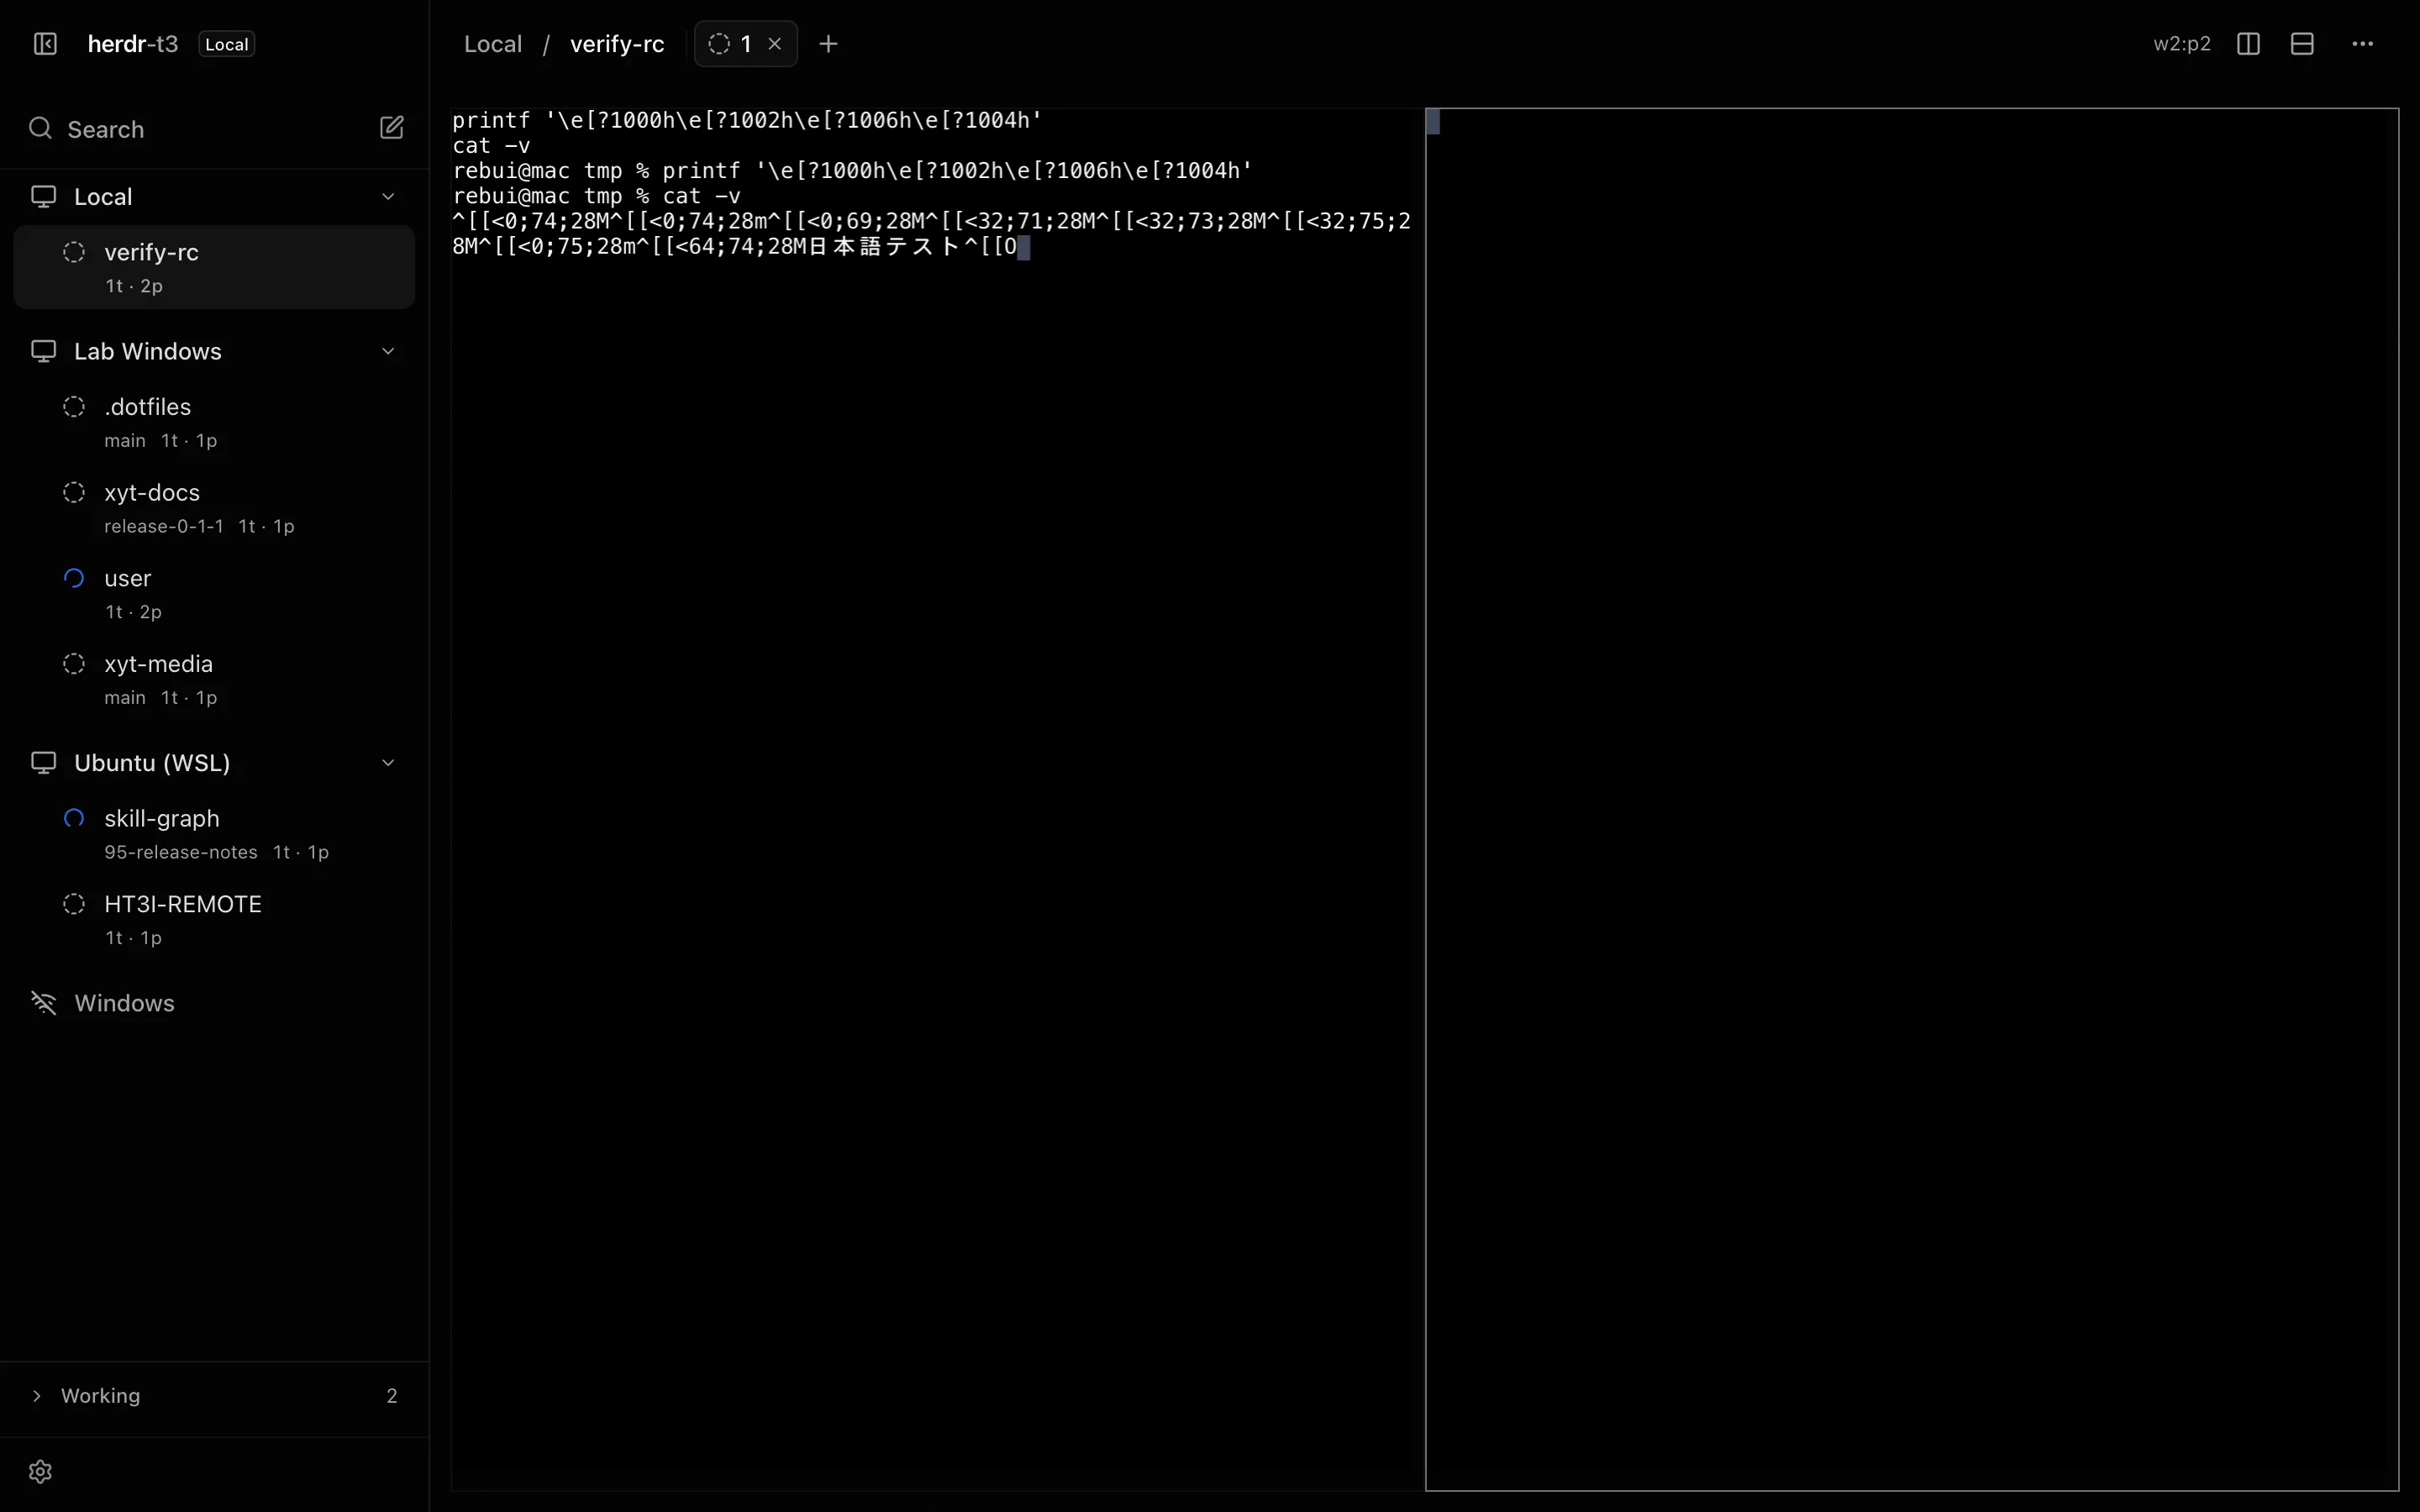 herdr-t3 Local
Search
Local
verify-rc
1t · 2p
Lab Windows
.dotfiles
main 1t · 1p
xyt-docs
release-0-1-1 1t · 1p
user
1t · 2p
xyt-media
main 1t · 1p
Ubuntu (WSL)
skill-graph
95-release-notes 1t · 1p
HT3I-REMOTE
1t · 1p
Windows
Working 2
Local / verify-rc 1
w2:p2
printf '\e[?1000h\e[?1002h\e[?1006h\e[?1004h'
cat -v
rebui@mac tmp % printf '\e[?1000h\e[?1002h\e[?1006h\e[?1004h'
rebui@mac tmp % cat -v
^[[<0;74;28M^[[<0;74;28m^[[<0;69;28M^[[<32;71;28M^[[<32;73;28M^[[<32;75;2
8M^[[<0;75;28m^[[<64;74;28M日本語テスト^[[O